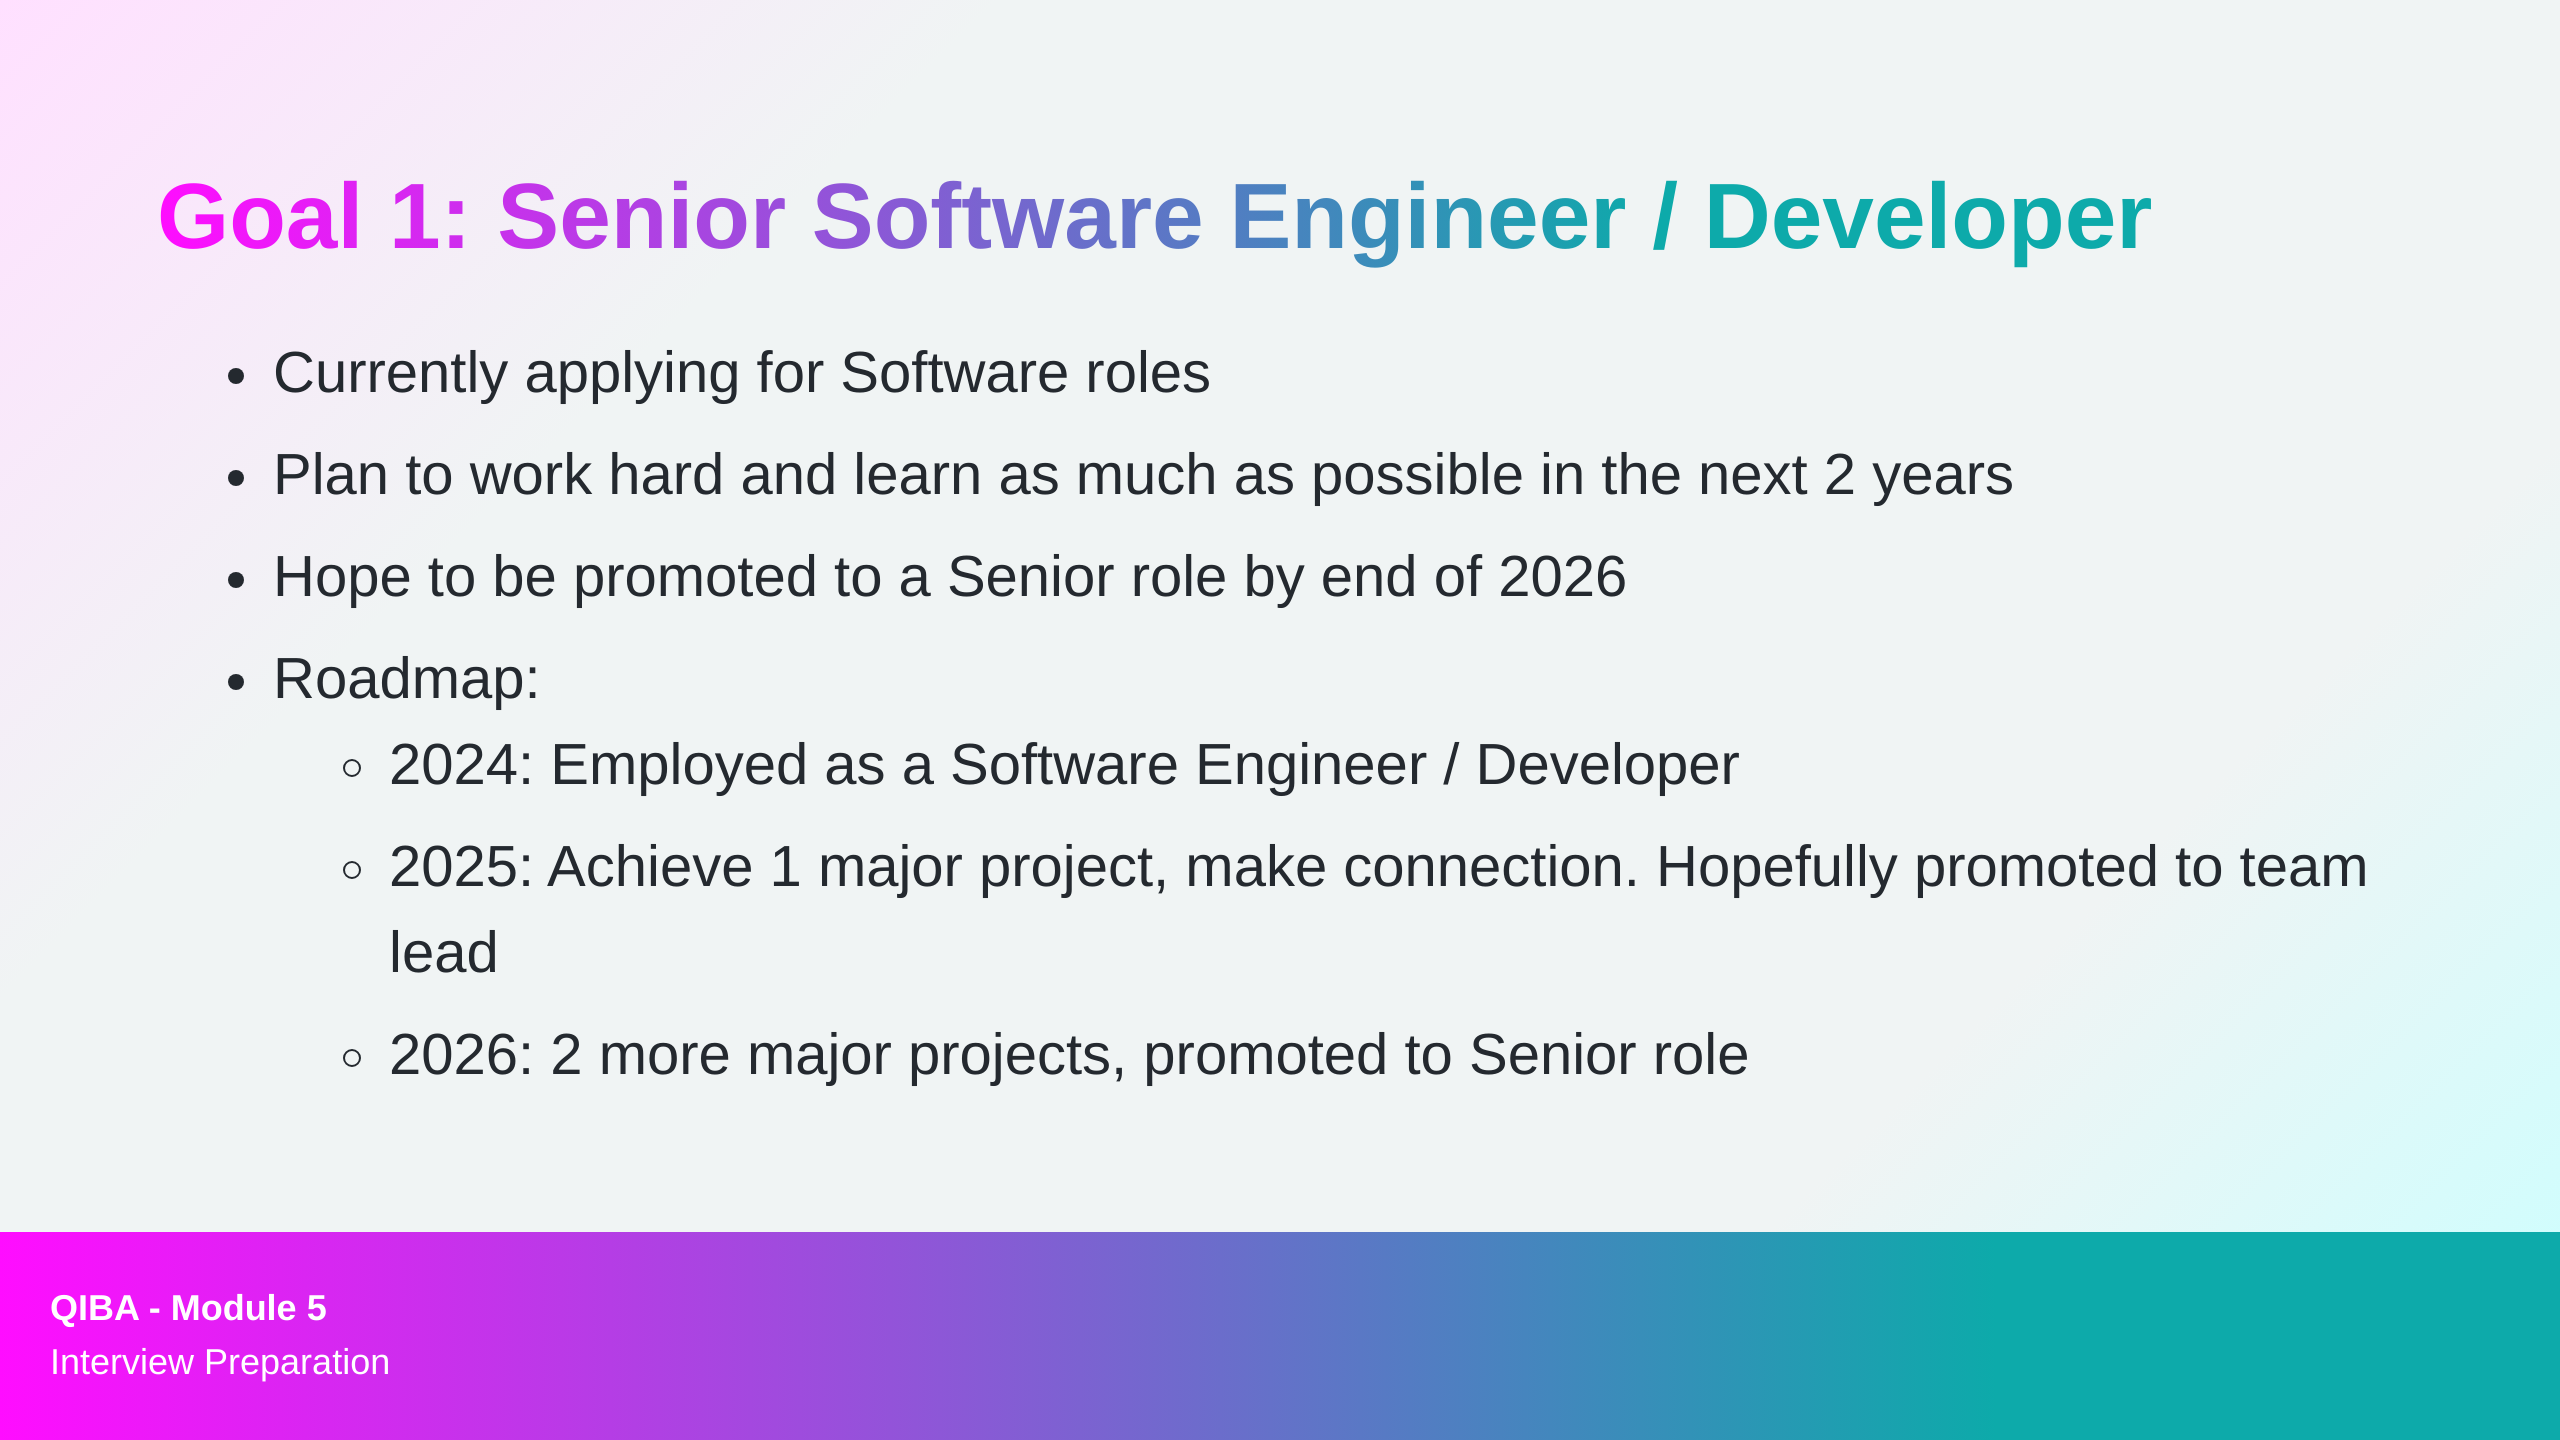 Goal 1: Senior Software Engineer / Developer
• Currently applying for Software roles
• Plan to work hard and learn as much as possible in the next 2 years
• Hope to be promoted to a Senior role by end of 2026
• Roadmap:
◦ 2024: Employed as a Software Engineer / Developer
◦ 2025: Achieve 1 major project, make connection. Hopefully promoted to team
lead
◦ 2026: 2 more major projects, promoted to Senior role
QIBA - Module 5
Interview Preparation